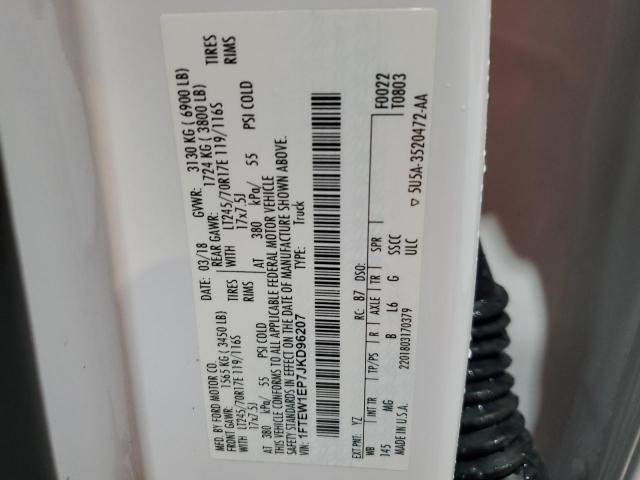 MFD. BY FORD MOTOR CO.
03/18
GVWR: 3130 KG ( 6900 LB)
FRONT GAWR: 1565 KG (3450 LB)
REAR GAWR: 1724 KG ( 3800 LB)
WITH LT245/70R17E 119/116S TIRES
WITH LT245/70R17E 119/116S TIRES
17x7.5J RIMS
17x7.5J RIMS
AT 380 kPa/ 55 PSI COLD
AT 380 kPa/ 55 PSI COLD
THIS VEHICLE CONFORMS TO ALL APPLICABLE FEDERAL MOTOR VEHICLE
SAFETY STANDARDS IN EFFECT ON THE DATE OF MANUFACTURE SHOWN ABOVE.
1FTEW1EP7JKD96207
TYPE: Truck
EXT PNT: YZ RC: B7 DSO: F0022
WB INT TR TP/PS R AXLE TR SPR T0803
145 MG B L6 G SSCC
2201803170379 ULC
MADE IN U.S.A. ▽ 5U5A-3520472-AA